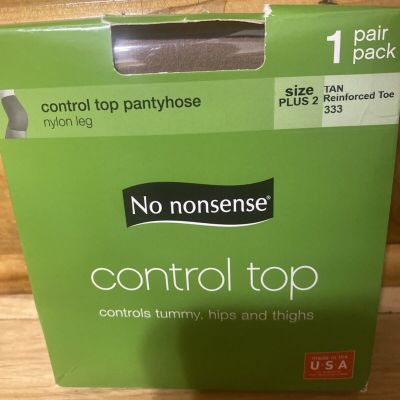 1 pair
pack
control top pantyhose
nylon leg
size
PLUS 2
TAN
Reinforced Toe
333
No nonsense®
control top
controls tummy, hips and thighs
made in the
USA